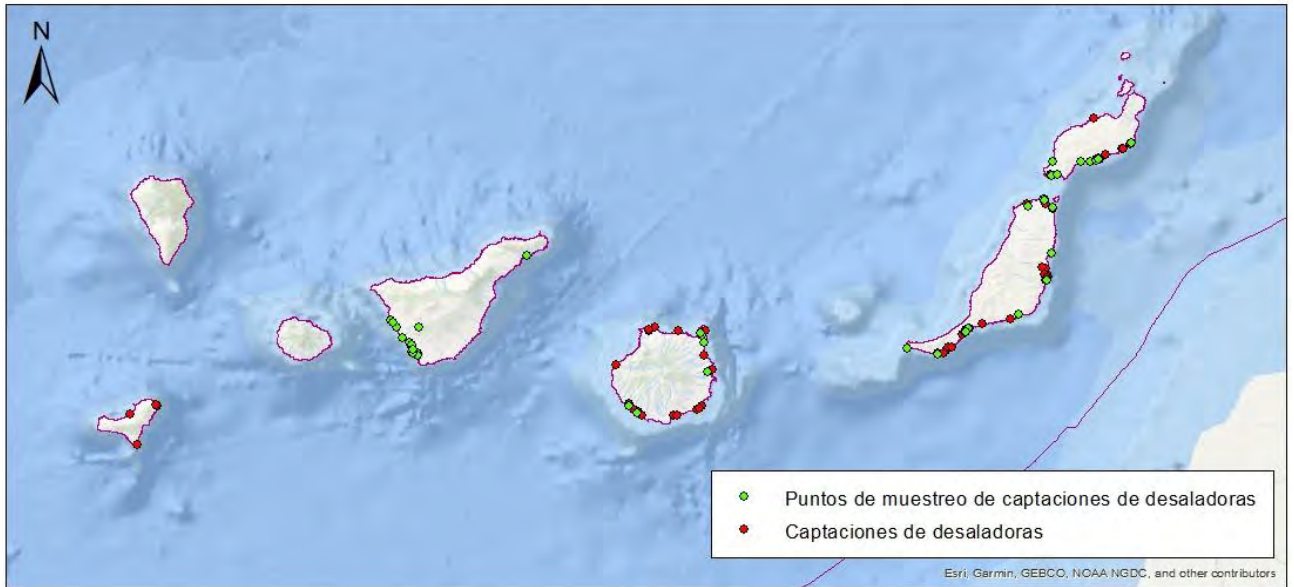 N
Puntos de muestreo de captaciones de desaladoras
Captaciones de desaladoras
Esri, Garmin, GEBCO, NOAA NGDC, and other contributors